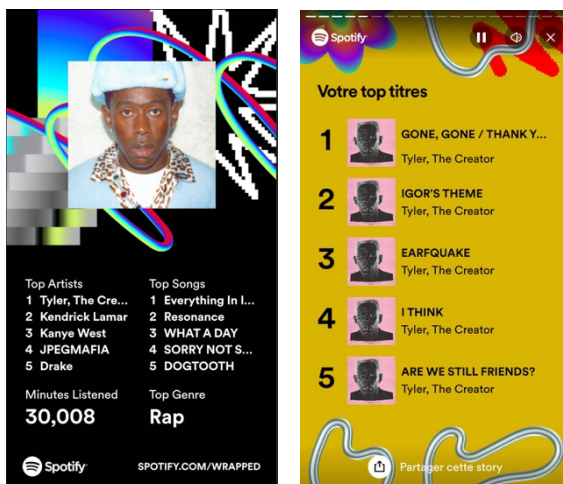 Top Artists
1 Tyler, The Cre...
2 Kendrick Lamar
3 Kanye West
4 JPEGMAFIA
5 Drake
Top Songs
1 Everything In I...
2 Resonance
3 WHAT A DAY
4 SORRY NOT S...
5 DOGTOOTH
Minutes Listened
30,008
Top Genre
Rap
Spotify
SPOTIFY.COM/WRAPPED
Spotify
Votre top titres
1 GONE, GONE / THANK Y...
Tyler, The Creator
2 IGOR'S THEME
Tyler, The Creator
3 EARFQUAKE
Tyler, The Creator
4 I THINK
Tyler, The Creator
5 ARE WE STILL FRIENDS?
Tyler, The Creator
Partager cette story